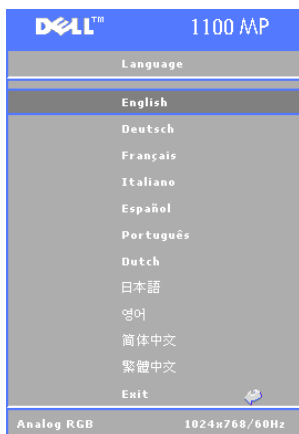 DELL™ 1100 MP
Language
English
Deutsch
Français
Italiano
Español
Português
Dutch
日本語
영어
简体中文
繁體中文
Exit
Analog RGB 1024x768/60Hz